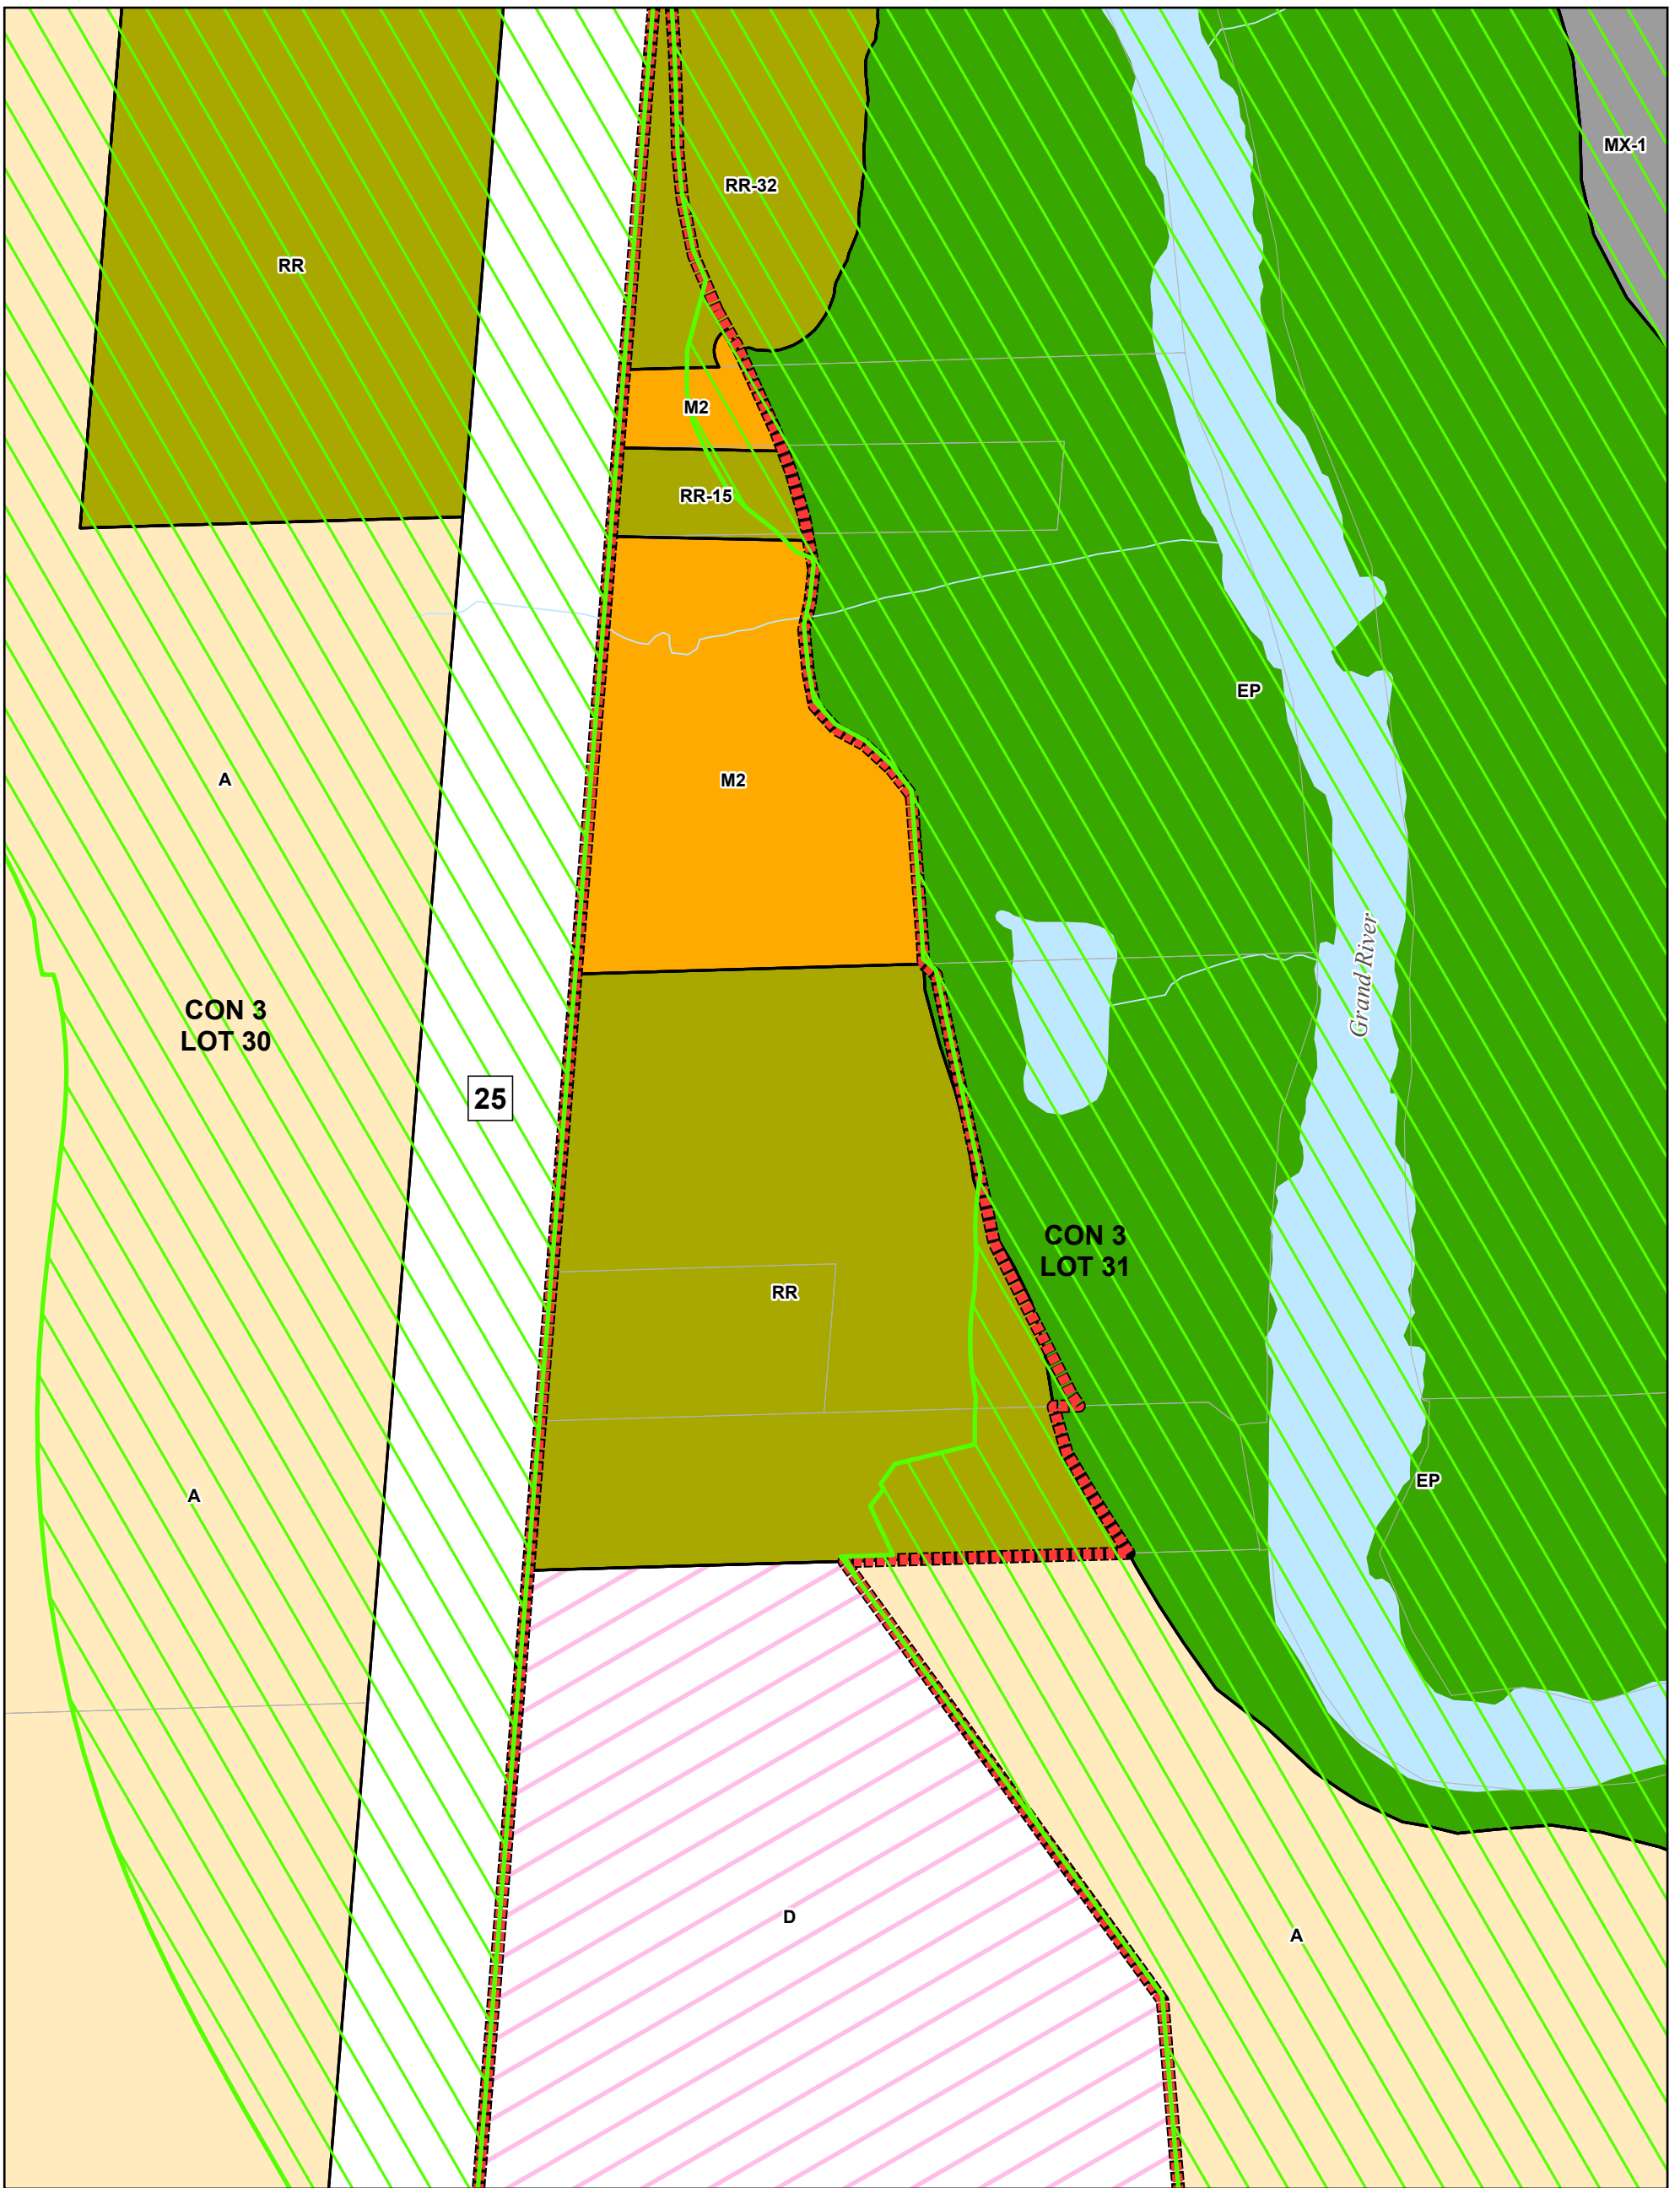 MX-1
RR-32
RR
M2
RR-15
EP
A
M2
Grand River
CON 3
LOT 30
25
CON 3
LOT 31
RR
EP
A
D
A